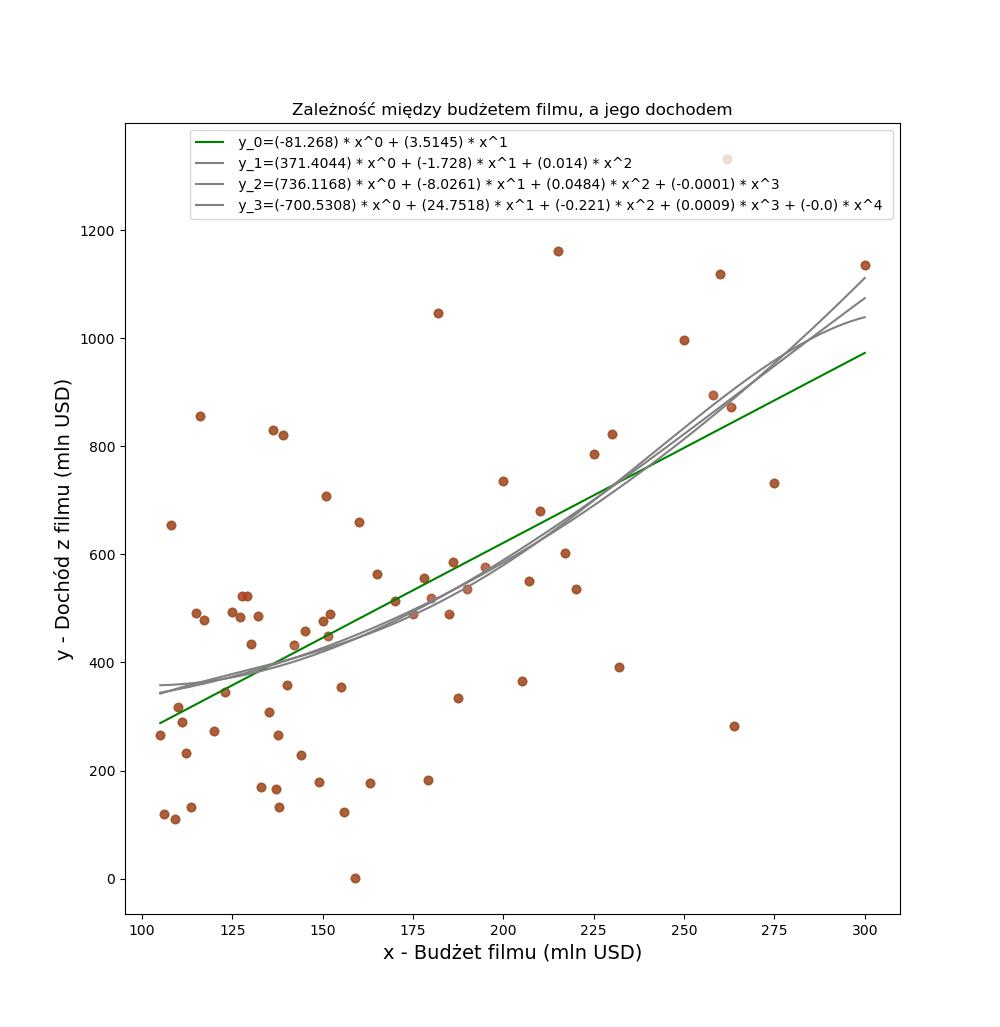 Zależność między budżetem filmu, a jego dochodem
y_0=(-81.268) * x^0 + (3.5145) * x^1
y_1=(371.4044) * x^0 + (-1.728) * x^1 + (0.014) * x^2
y_2=(736.1168) * x^0 + (-8.0261) * x^1 + (0.0484) * x^2 + (-0.0001) * x^3
y_3=(-700.5308) * x^0 + (24.7518) * x^1 + (-0.221) * x^2 + (0.0009) * x^3 + (-0.0) * x^4
1200
1000
800
600
400
200
0
y - Dochód z filmu (mln USD)
100 125 150 175 200 225 250 275 300
x - Budżet filmu (mln USD)